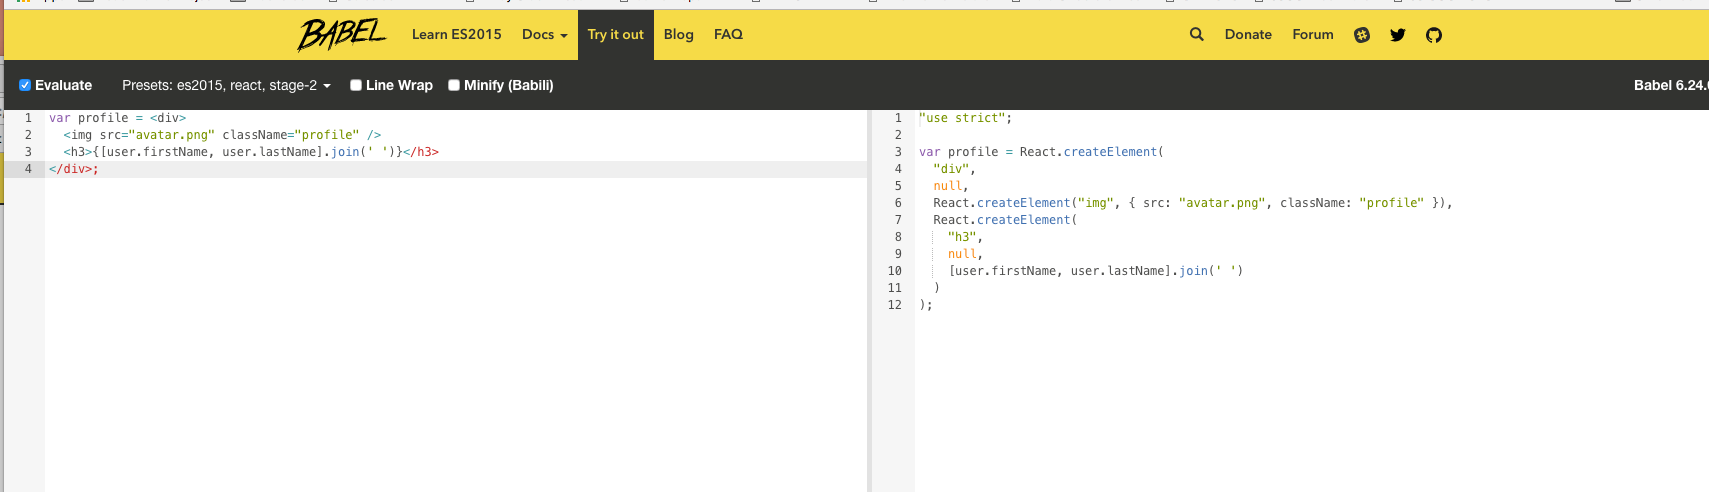 BABEL Learn ES2015 Docs Try it out Blog FAQ Donate Forum
Evaluate Presets: es2015, react, stage-2 Line Wrap Minify (Babili) Babel 6.24.
1 var profile = <div>
2 <img src="avatar.png" className="profile" />
3 <h3>{[user.firstName, user.lastName].join(' ')}</h3>
4 </div>;
1 "use strict";
2
3 var profile = React.createElement(
4 "div",
5 null,
6 React.createElement("img", { src: "avatar.png", className: "profile" }),
7 React.createElement(
8 "h3",
9 null,
10 [user.firstName, user.lastName].join(' ')
11 )
12 );